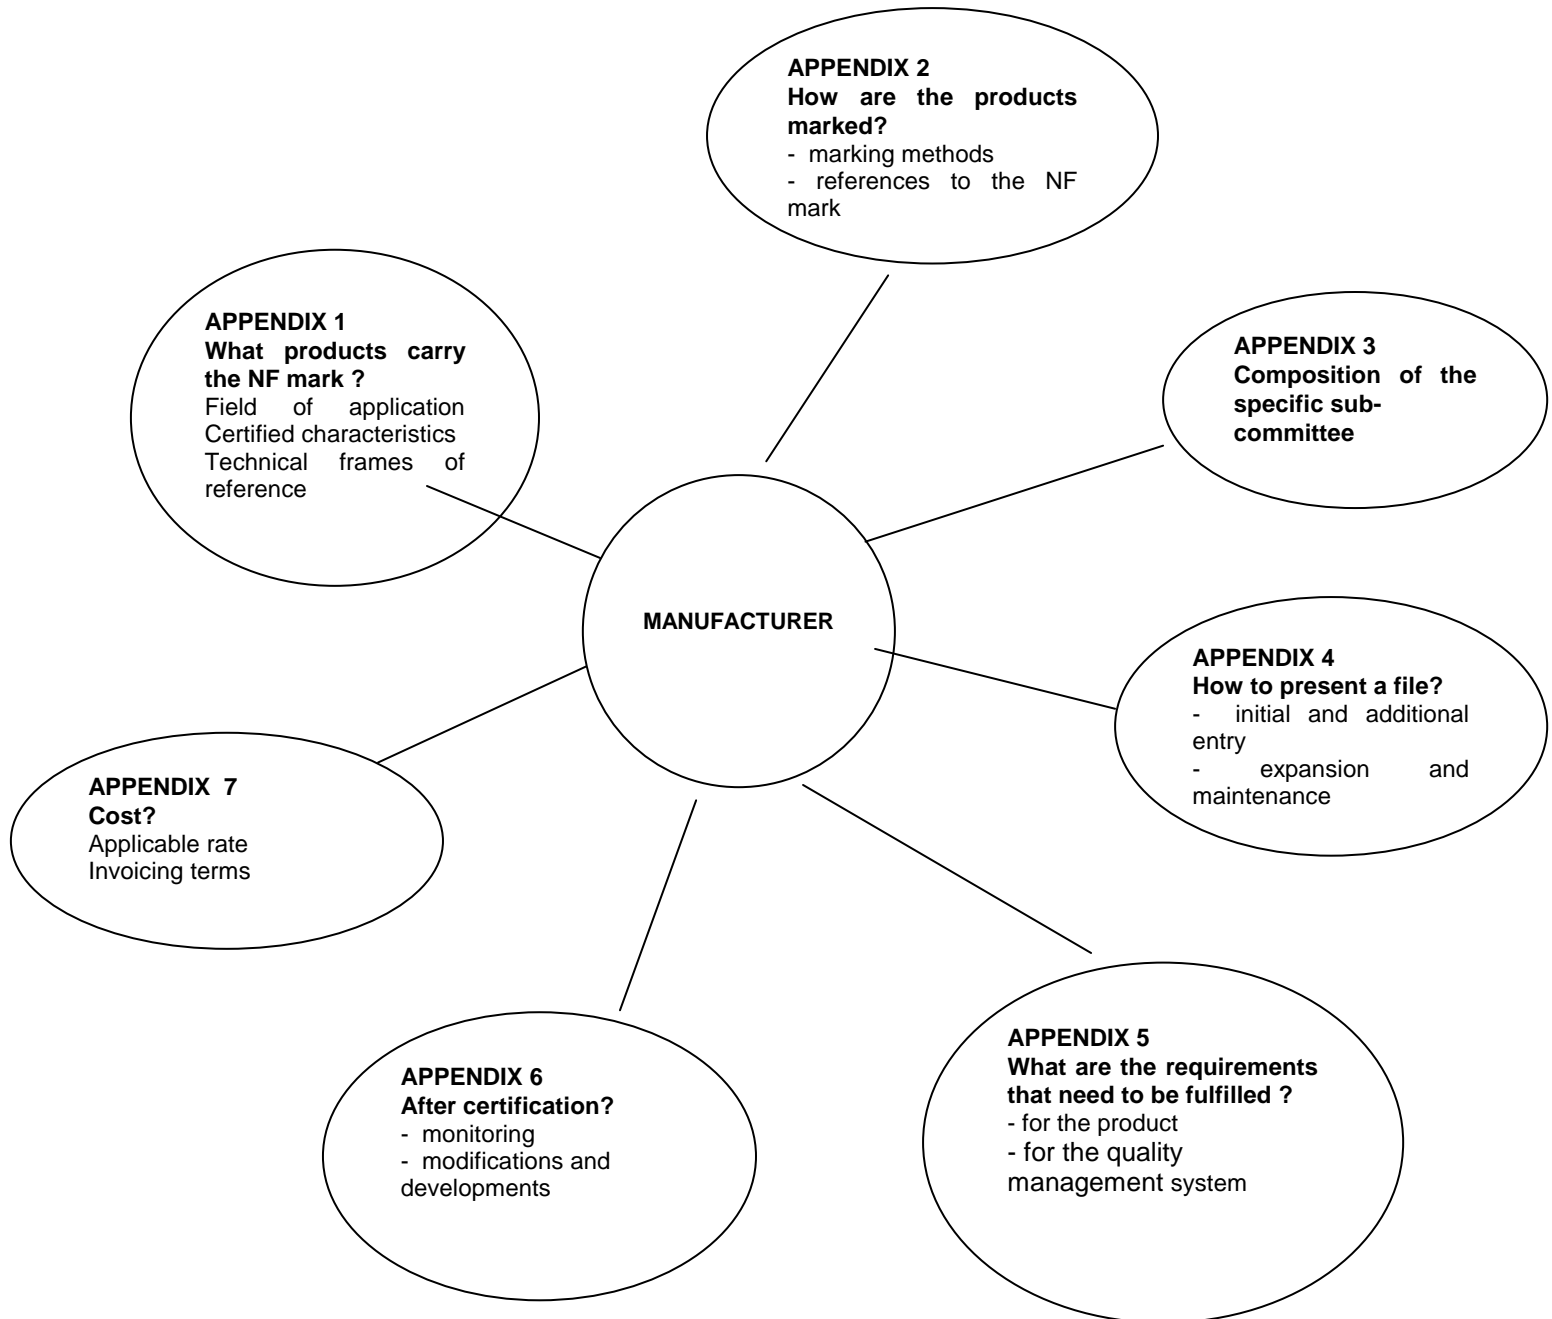 APPENDIX 2
How are the products
marked?
- marking methods
- references to the NF
mark
APPENDIX 1
What products carry
the NF mark ?
Field of application
Certified characteristics
Technical frames of
reference
APPENDIX 3
Composition of the
specific sub-
committee
MANUFACTURER
APPENDIX 4
How to present a file?
- initial and additional
entry
- expansion and
maintenance
APPENDIX 7
Cost?
Applicable rate
Invoicing terms
APPENDIX 6
After certification?
- monitoring
- modifications and
developments
APPENDIX 5
What are the requirements
that need to be fulfilled ?
- for the product
- for the quality
management system